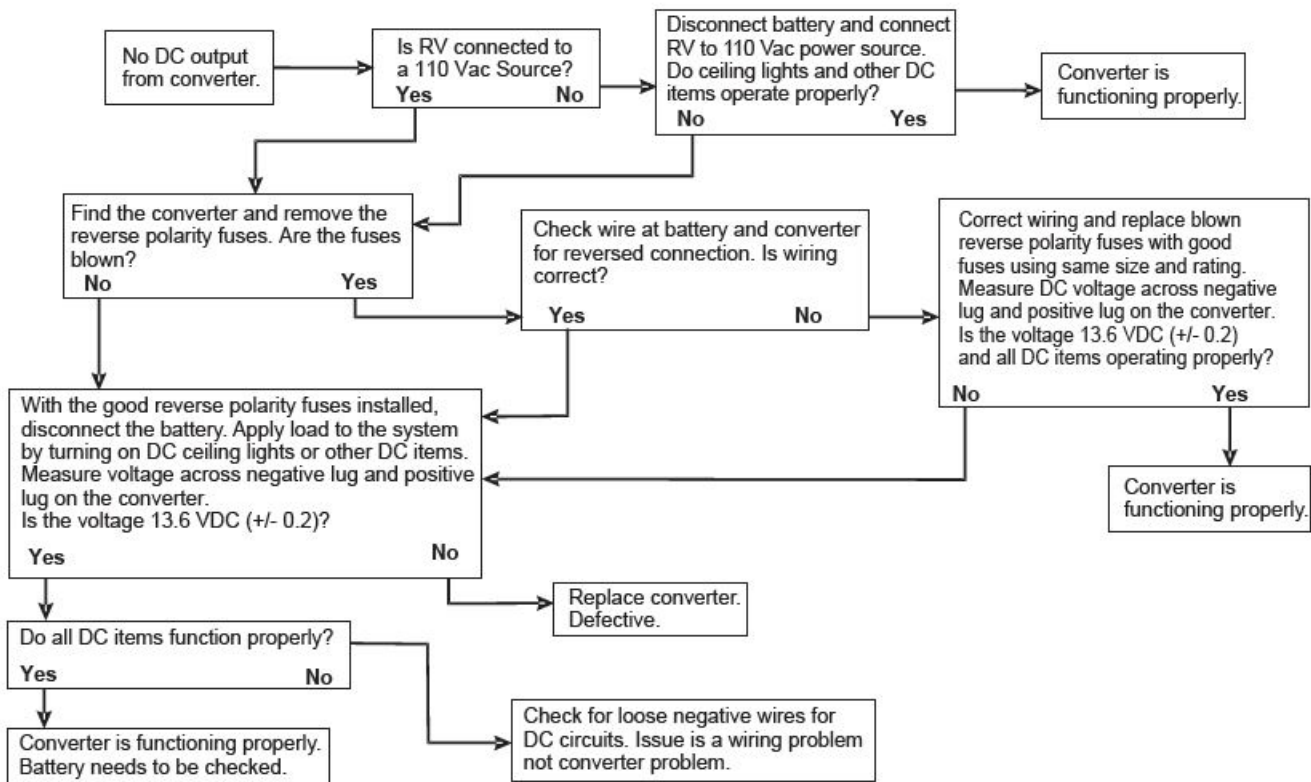 No DC output
from converter.
Is RV connected to
a 110 Vac Source?
Yes No
Disconnect battery and connect
RV to 110 Vac power source.
Do ceiling lights and other DC
items operate properly?
No Yes
Converter is
functioning properly.
Find the converter and remove the
reverse polarity fuses. Are the fuses
blown?
No Yes
Check wire at battery and converter
for reversed connection. Is wiring
correct?
Yes No
Correct wiring and replace blown
reverse polarity fuses with good
fuses using same size and rating.
Measure DC voltage across negative
lug and positive lug on the converter.
Is the voltage 13.6 VDC (+/- 0.2)
and all DC items operating properly?
No Yes
With the good reverse polarity fuses installed,
disconnect the battery. Apply load to the system
by turning on DC ceiling lights or other DC items.
Measure voltage across negative lug and positive
lug on the converter.
Is the voltage 13.6 VDC (+/- 0.2)?
Yes No
Converter is
functioning properly.
Replace converter.
Defective.
Do all DC items function properly?
Yes No
Converter is functioning properly.
Battery needs to be checked.
Check for loose negative wires for
DC circuits. Issue is a wiring problem
not converter problem.